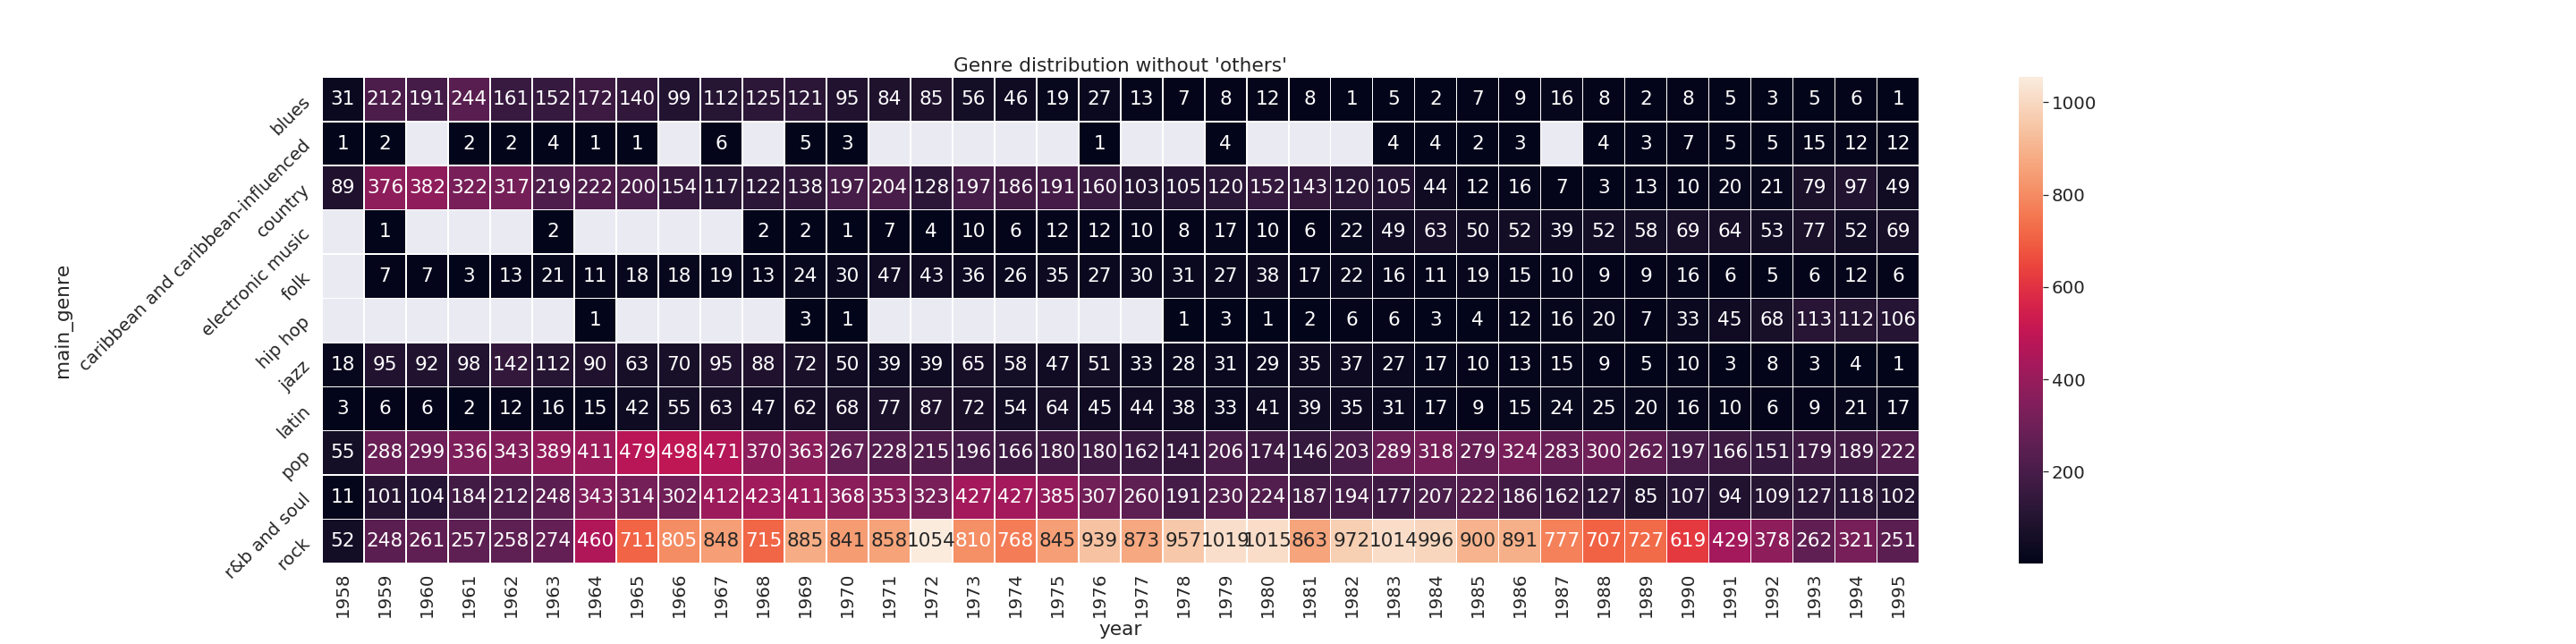 Genre distribution without 'others'
main_genre
blues 31 212 191 244 161 152 172 140 99 112 125 121 95 84 85 56 46 19 27 13 7 8 12 8 1 5 2 7 9 16 8 2 8 5 3 5 6 1
caribbean and caribbean-influenced 1 2 2 2 4 1 1 6 5 3 1 4 4 4 2 3 4 3 7 5 5 15 12 12
country 89 376 382 322 317 219 222 200 154 117 122 138 197 204 128 197 186 191 160 103 105 120 152 143 120 105 44 12 16 7 3 13 10 20 21 79 97 49
electronic music 1 2 2 2 1 7 4 10 6 12 12 10 8 17 10 6 22 49 63 50 52 39 52 58 69 64 53 77 52 69
folk 7 7 3 13 21 11 18 18 19 13 24 30 47 43 36 26 35 27 30 31 27 38 17 22 16 11 19 15 10 9 9 16 6 5 6 12 6
hip hop 1 3 1 1 3 1 2 6 6 3 4 12 16 20 7 33 45 68 113 112 106
jazz 18 95 92 98 142 112 90 63 70 95 88 72 50 39 39 65 58 47 51 33 28 31 29 35 37 27 17 10 13 15 9 5 10 3 8 3 4 1
latin 3 6 6 2 12 16 15 42 55 63 47 62 68 77 87 72 54 64 45 44 38 33 41 39 35 31 17 9 15 24 25 20 16 10 6 9 21 17
pop 55 288 299 336 343 389 411 479 498 471 370 363 267 228 215 196 166 180 180 162 141 206 174 146 203 289 318 279 324 283 300 262 197 166 151 179 189 222
r&b and soul 11 101 104 184 212 248 343 314 302 412 423 411 368 353 323 427 427 385 307 260 191 230 224 187 194 177 207 222 186 162 127 85 107 94 109 127 118 102
rock 52 248 261 257 258 274 460 711 805 848 715 885 841 858 1054 810 768 845 939 873 957 1019 1015 863 972 1014 996 900 891 777 707 727 619 429 378 262 321 251
1958 1959 1960 1961 1962 1963 1964 1965 1966 1967 1968 1969 1970 1971 1972 1973 1974 1975 1976 1977 1978 1979 1980 1981 1982 1983 1984 1985 1986 1987 1988 1989 1990 1991 1992 1993 1994 1995
year
1000
800
600
400
200